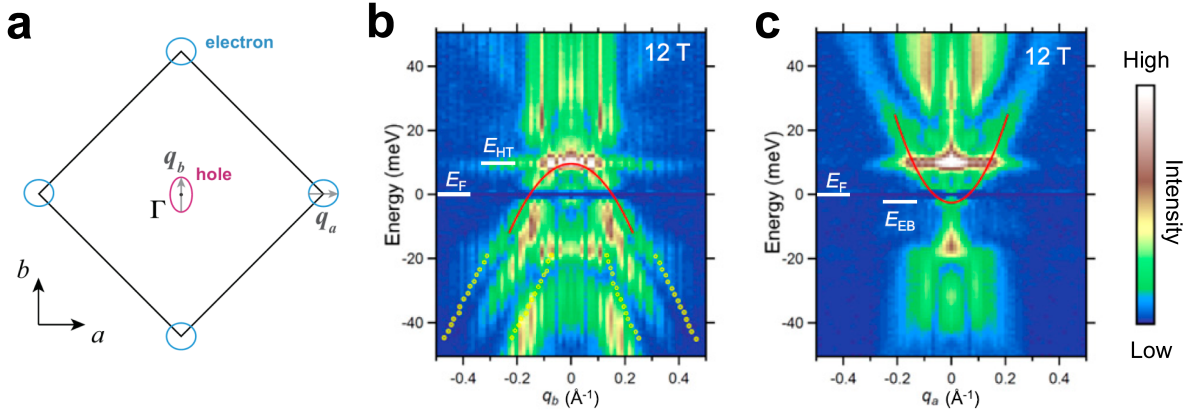 a
electron
q_b
hole
Γ
q_a
b
a
b
12 T
E_HT
E_F
Energy (meV)
40
20
0
-20
-40
-0.4
-0.2
0
0.2
0.4
q_b (Å⁻¹)
c
12 T
E_F
E_EB
Energy (meV)
40
20
0
-20
-40
-0.4
-0.2
0
0.2
0.4
q_a (Å⁻¹)
High
Intensity
Low